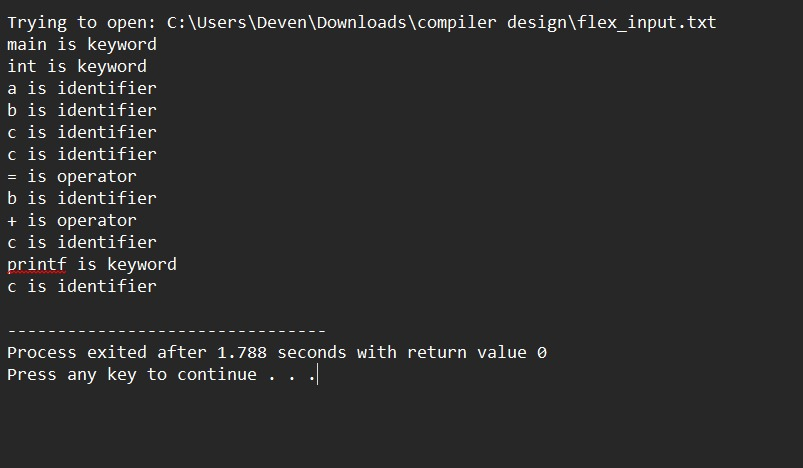 Trying to open: C:\Users\Deven\Downloads\compiler design\flex_input.txt
main is keyword
int is keyword
a is identifier
b is identifier
c is identifier
c is identifier
= is operator
b is identifier
+ is operator
c is identifier
printf is keyword
c is identifier
--------------------------------
Process exited after 1.788 seconds with return value 0
Press any key to continue . . .